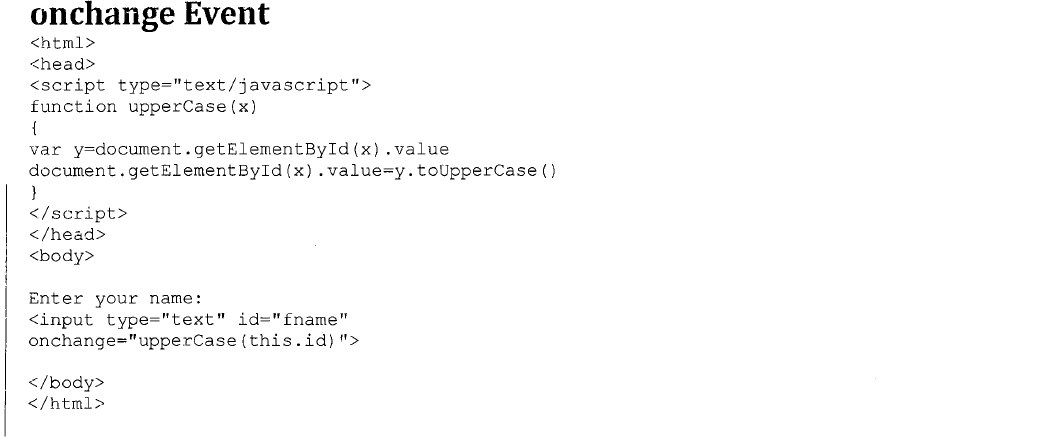 onchange Event
<html>
<head>
<script type="text/javascript">
function upperCase(x)
{
var y=document.getElementById(x).value
document.getElementById(x).value=y.toUpperCase()
}
</script>
</head>
<body>
Enter your name:
<input type="text" id="fname"
onchange="upperCase(this.id)">
</body>
</html>